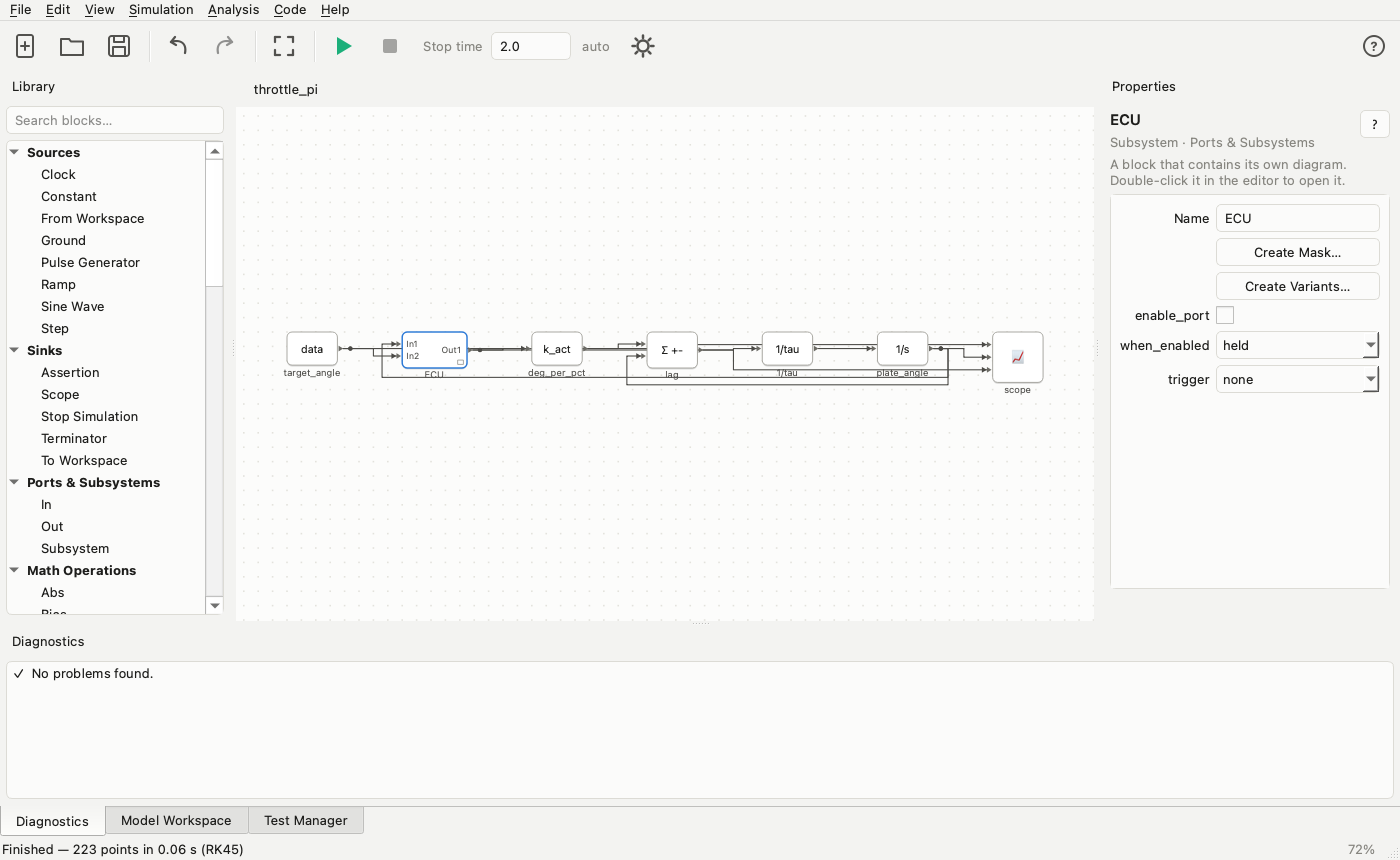 File Edit View Simulation Analysis Code Help
Stop time 2.0 auto
Library
throttle_pi
Properties
Search blocks...
Sources
Clock
Constant
From Workspace
Ground
Pulse Generator
Ramp
Sine Wave
Step
Sinks
Assertion
Scope
Stop Simulation
Terminator
To Workspace
Ports & Subsystems
In
Out
Subsystem
Math Operations
Abs
Bias
data
target_angle
In1
In2
Out1
ECU
k_act
deg_per_pct
Σ +-
lag
1/tau
1/tau
1/s
plate_angle
scope
ECU
?
Subsystem · Ports & Subsystems
A block that contains its own diagram.
Double-click it in the editor to open it.
Name ECU
Create Mask...
Create Variants...
enable_port
when_enabled held
trigger none
Diagnostics
✓ No problems found.
Diagnostics Model Workspace Test Manager
Finished — 223 points in 0.06 s (RK45)
72%